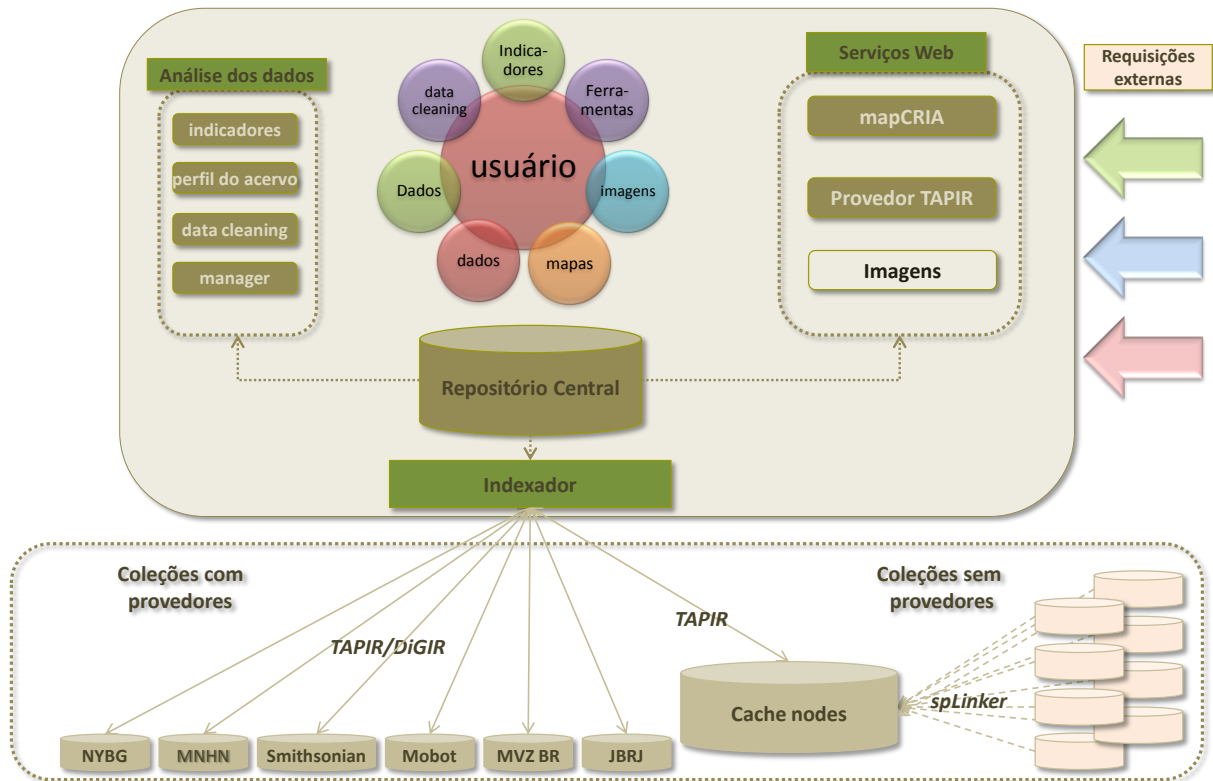 Análise dos dados
indicadores
perfil do acervo
data cleaning
manager
Indica-
dores
data
cleaning
Ferra-
mentas
usuário
Dados
imagens
dados
mapas
Serviços Web
mapCRIA
Provedor TAPIR
Imagens
Requisições
externas
Repositório Central
Indexador
Coleções com
provedores
Coleções sem
provedores
TAPIR/DiGIR
TAPIR
spLinker
Cache nodes
NYBG
MNHN
Smithsonian
Mobot
MVZ BR
JBRJ